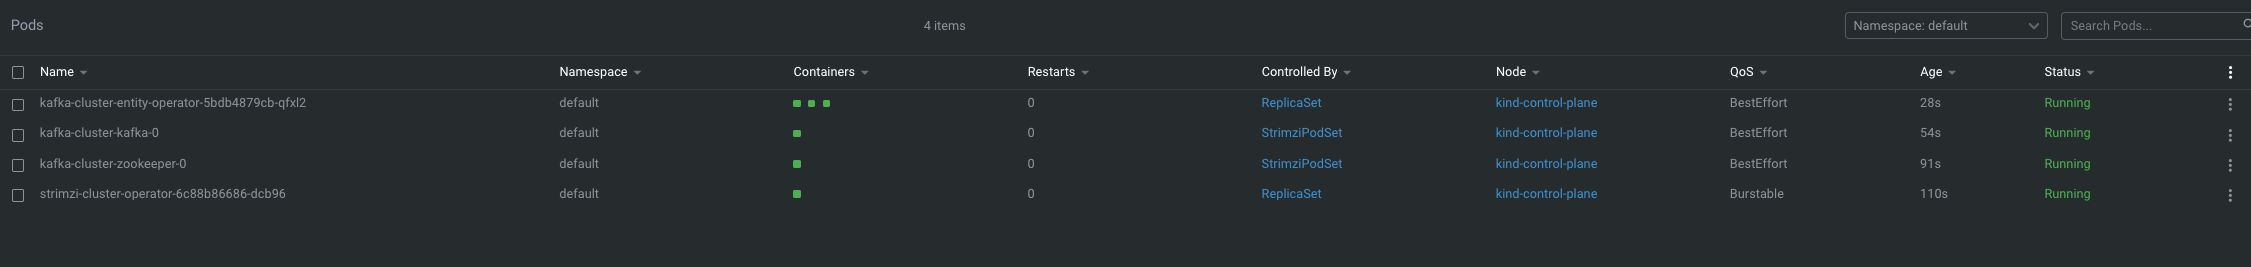 Pods 4 items Namespace: default Search Pods...
Name Namespace Containers Restarts Controlled By Node QoS Age Status
kafka-cluster-entity-operator-5bdb4879cb-qfxl2 default 0 ReplicaSet kind-control-plane BestEffort 28s Running
kafka-cluster-kafka-0 default 0 StrimziPodSet kind-control-plane BestEffort 54s Running
kafka-cluster-zookeeper-0 default 0 StrimziPodSet kind-control-plane BestEffort 91s Running
strimzi-cluster-operator-6c88b86686-dcb96 default 0 ReplicaSet kind-control-plane Burstable 110s Running